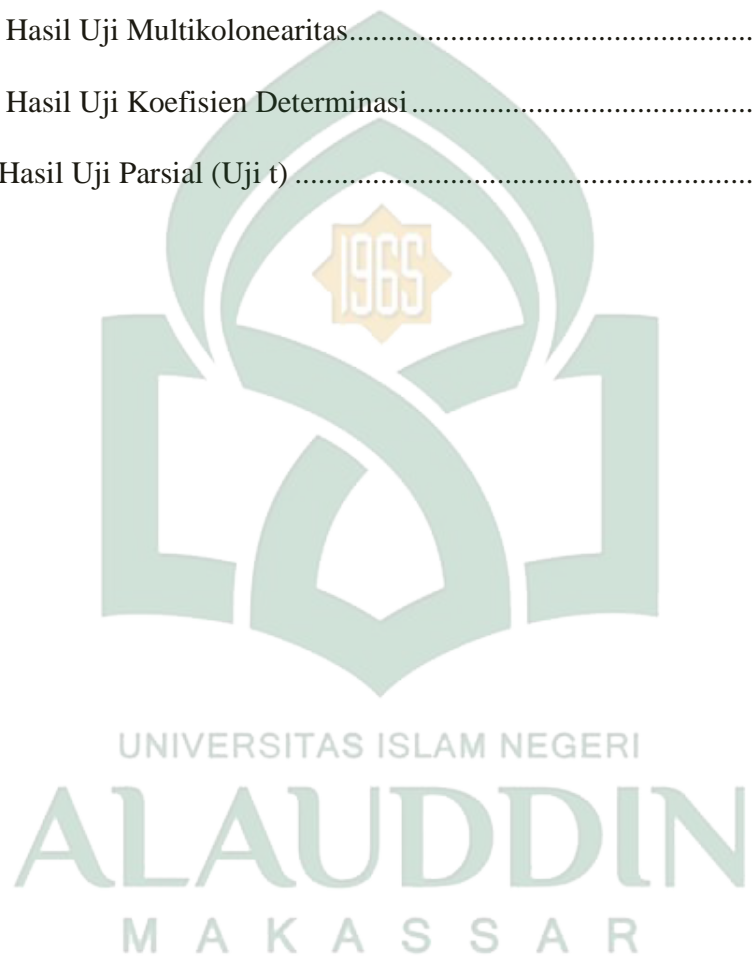 Hasil Uji Multikolonearitas....................................................
Hasil Uji Koefisien Determinasi............................................
Hasil Uji Parsial (Uji t) ...........................................................
1965
UNIVERSITAS ISLAM NEGERI
ALAUDDIN
MAKASSAR